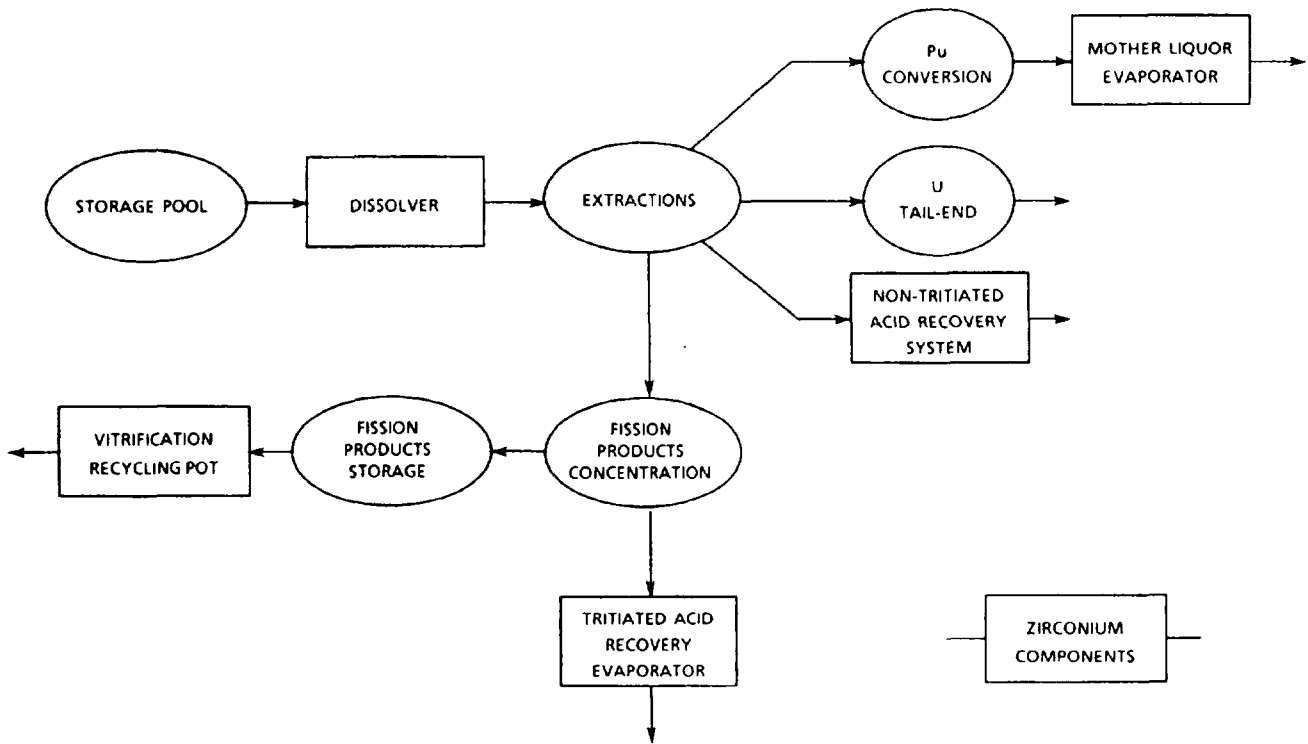 Pu
CONVERSION
MOTHER LIQUOR
EVAPORATOR
STORAGE POOL
DISSOLVER
EXTRACTIONS
U
TAIL-END
NON-TRITIATED
ACID RECOVERY
SYSTEM
VITRIFICATION
RECYCLING POT
FISSION
PRODUCTS
STORAGE
FISSION
PRODUCTS
CONCENTRATION
TRITIATED ACID
RECOVERY
EVAPORATOR
ZIRCONIUM
COMPONENTS